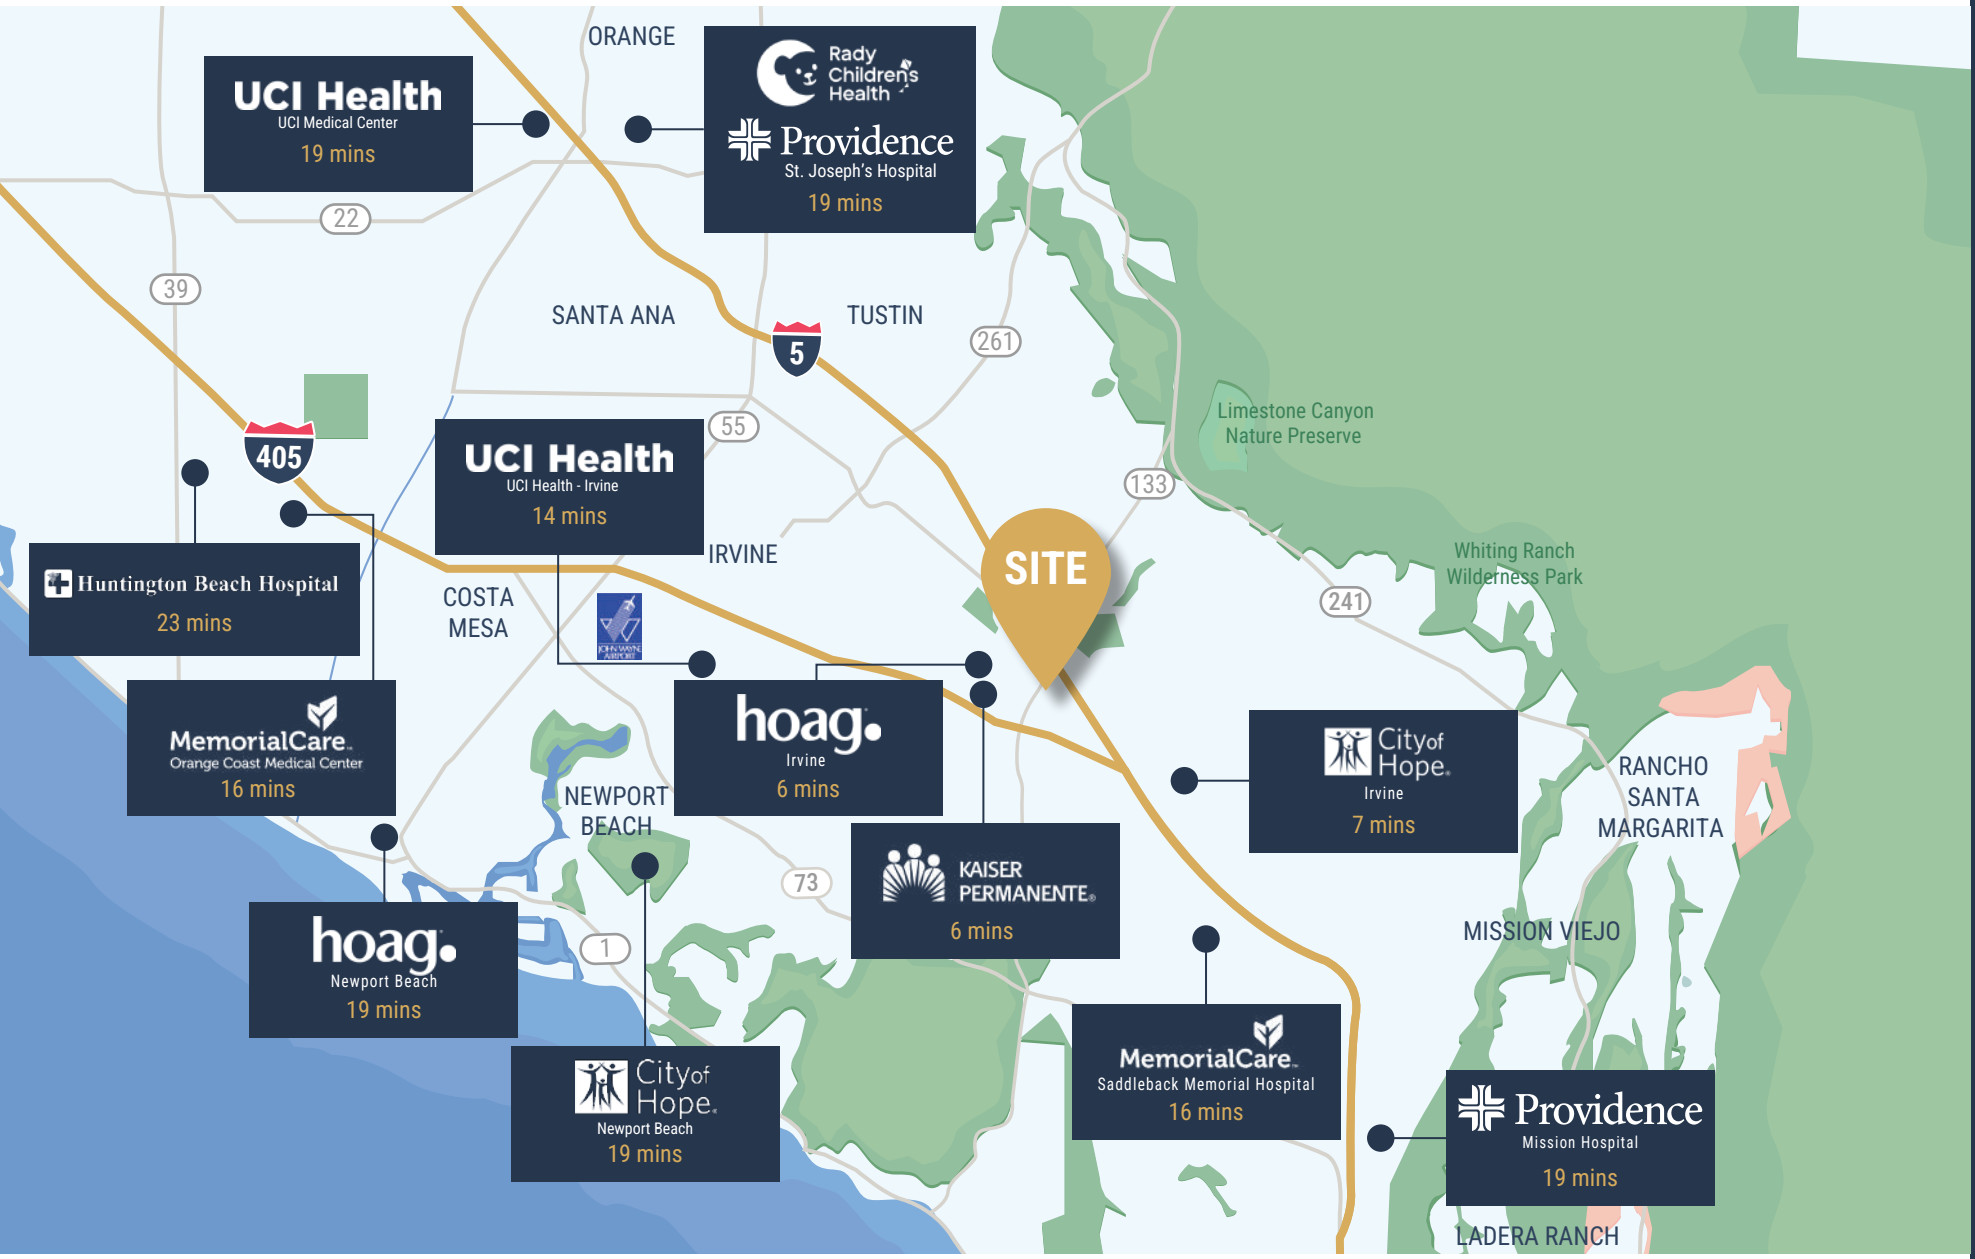 ORANGE
UCI Health
UCI Medical Center
19 mins
Rady
Children's
Health
Providence
St. Joseph's Hospital
19 mins
22
39
SANTA ANA
TUSTIN
5
261
Limestone Canyon
Nature Preserve
55
405
UCI Health
UCI Health - Irvine
14 mins
133
IRVINE
SITE
Whiting Ranch
Wilderness Park
241
Huntington Beach Hospital
23 mins
COSTA
MESA
JOHN WAYNE
AIRPORT
MemorialCare™
Orange Coast Medical Center
16 mins
hoag.
Irvine
6 mins
City of
Hope®
Irvine
7 mins
RANCHO
SANTA
MARGARITA
NEWPORT
BEACH
73
KAISER
PERMANENTE®
6 mins
MISSION VIEJO
1
hoag.
Newport Beach
19 mins
City of
Hope®
Newport Beach
19 mins
MemorialCare™
Saddleback Memorial Hospital
16 mins
Providence
Mission Hospital
19 mins
LADERA RANCH